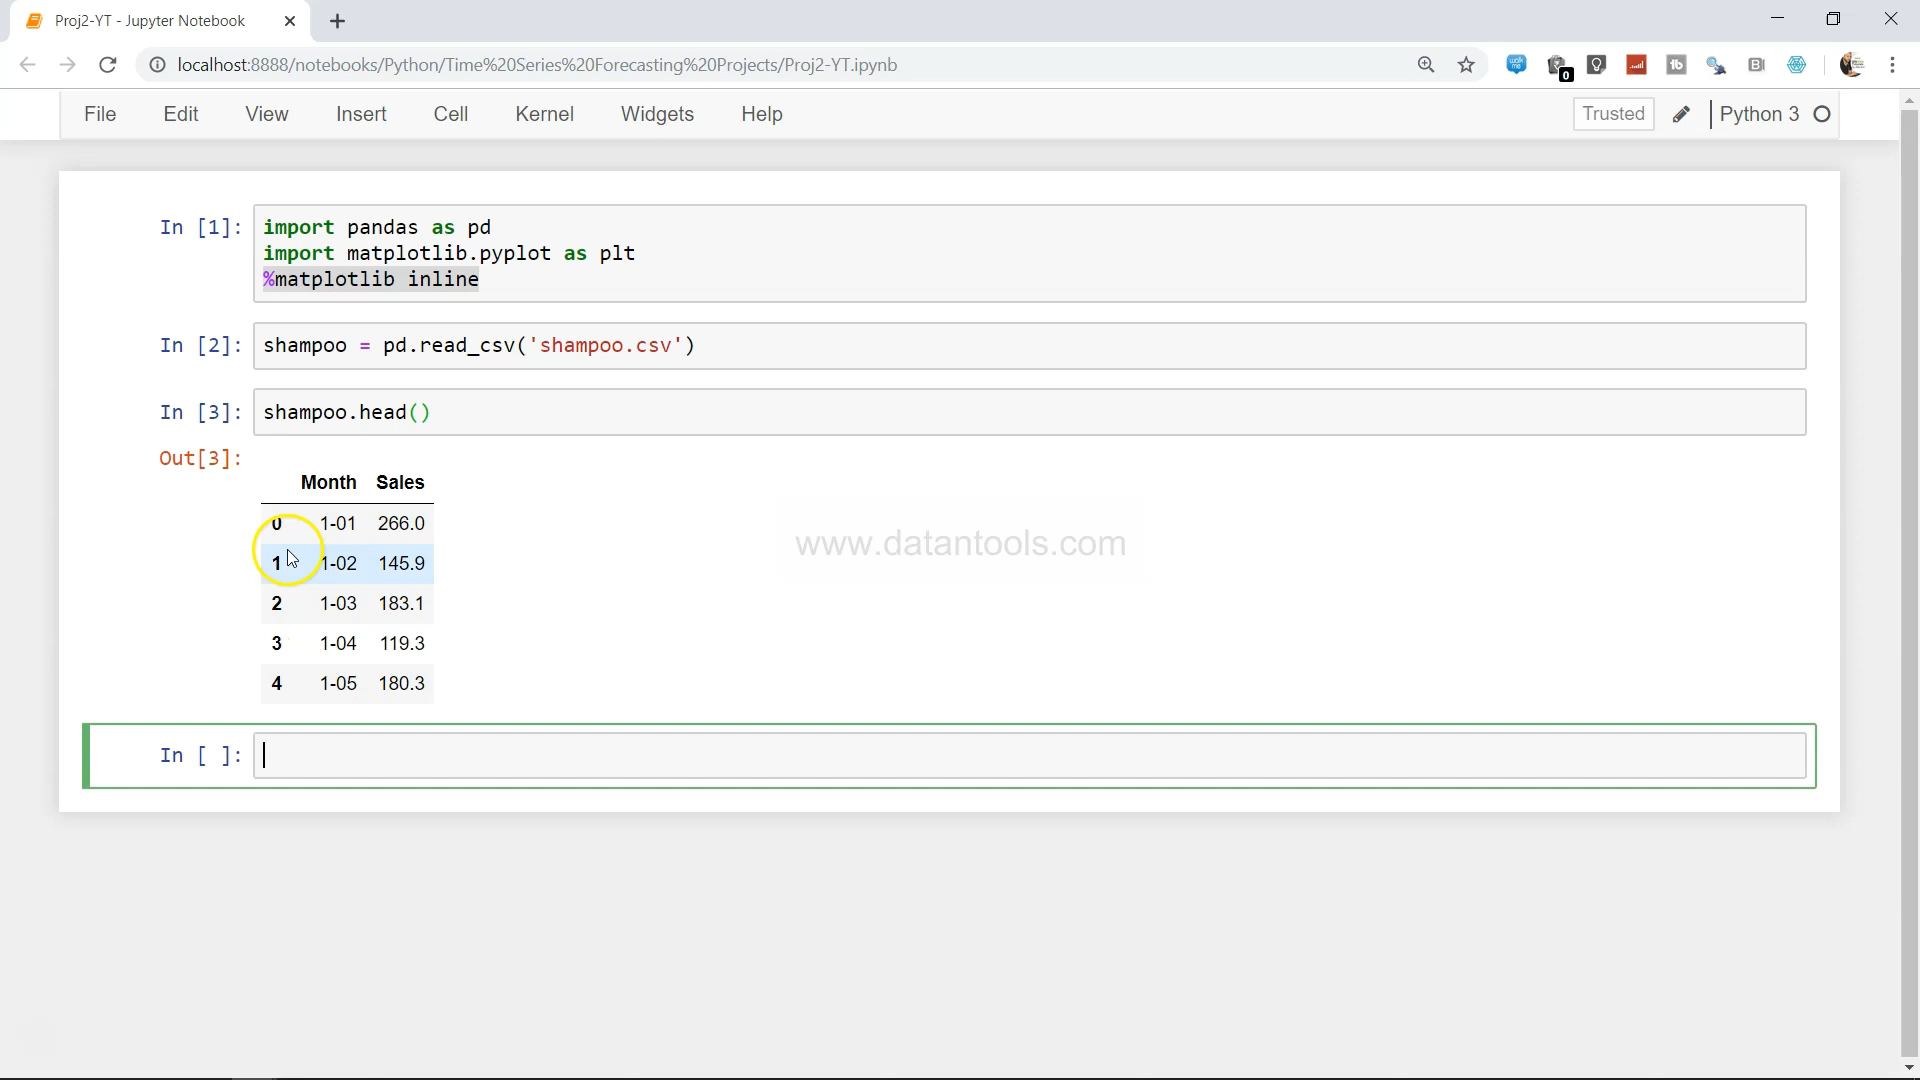 Proj2-YT - Jupyter Notebook
localhost:8888/notebooks/Python/Time%20Series%20Forecasting%20Projects/Proj2-YT.ipynb
0
File Edit View Insert Cell Kernel Widgets Help Trusted Python 3
In [1]: import pandas as pd
import matplotlib.pyplot as plt
%matplotlib inline
In [2]: shampoo = pd.read_csv('shampoo.csv')
In [3]: shampoo.head()
Out[3]:
Month Sales
0 1-01 266.0
1 1-02 145.9
2 1-03 183.1
3 1-04 119.3
4 1-05 180.3
www.datantools.com
In [ ]: